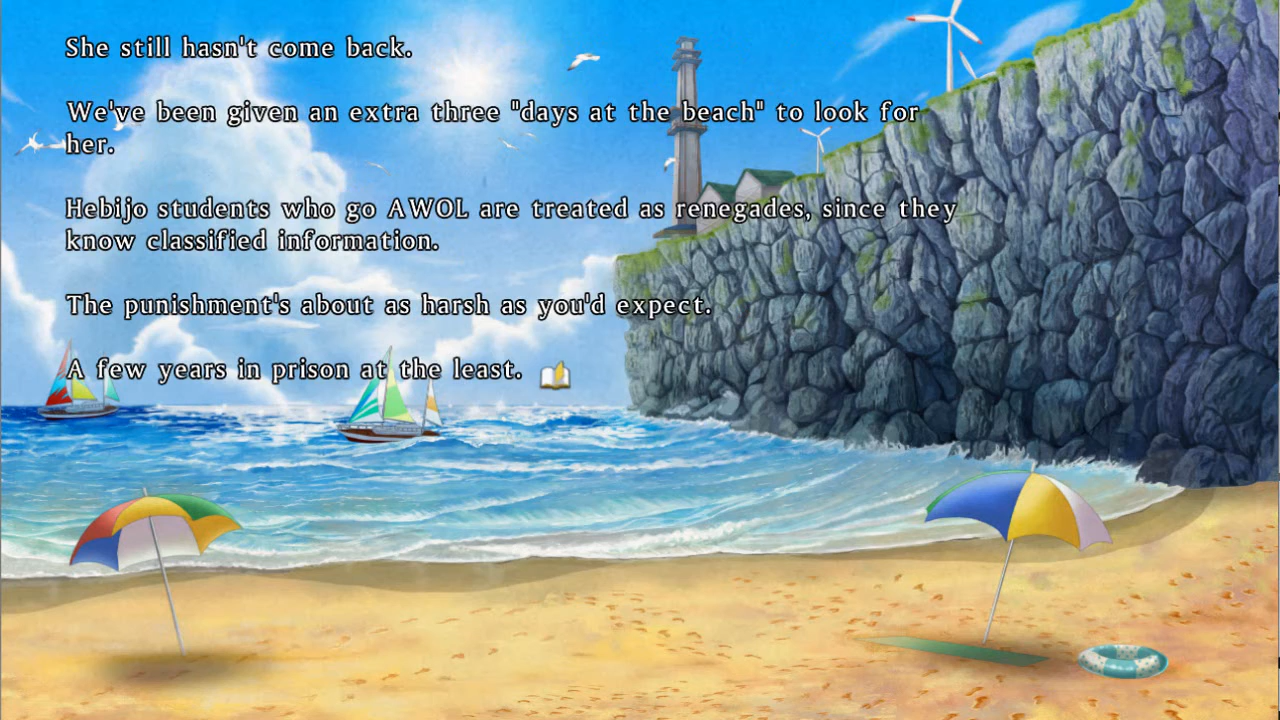 She still hasn't come back.
We've been given an extra three "days at the beach" to look for
her.
Hebijo students who go AWOL are treated as renegades, since they
know classified information.
The punishment's about as harsh as you'd expect.
A few years in prison at the least.